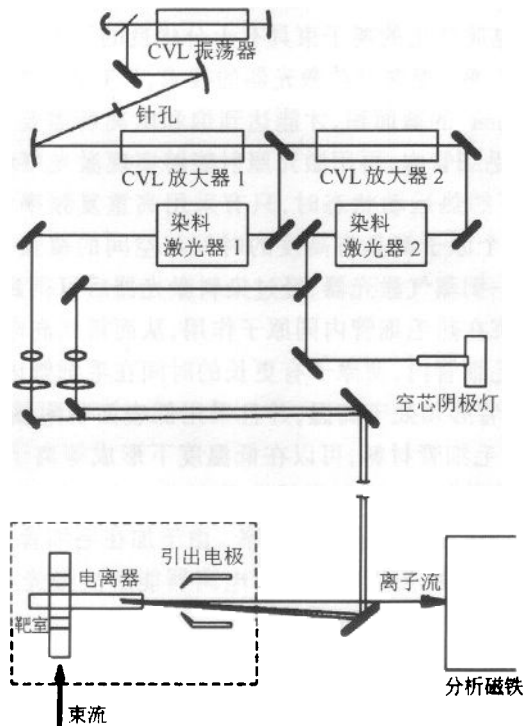 CVL 振荡器
针孔
CVL 放大器 1
CVL 放大器 2
染料
激光器 1
染料
激光器 2
空芯阴极灯
引出电极
电离器
离子流
靶室
分析磁铁
束流